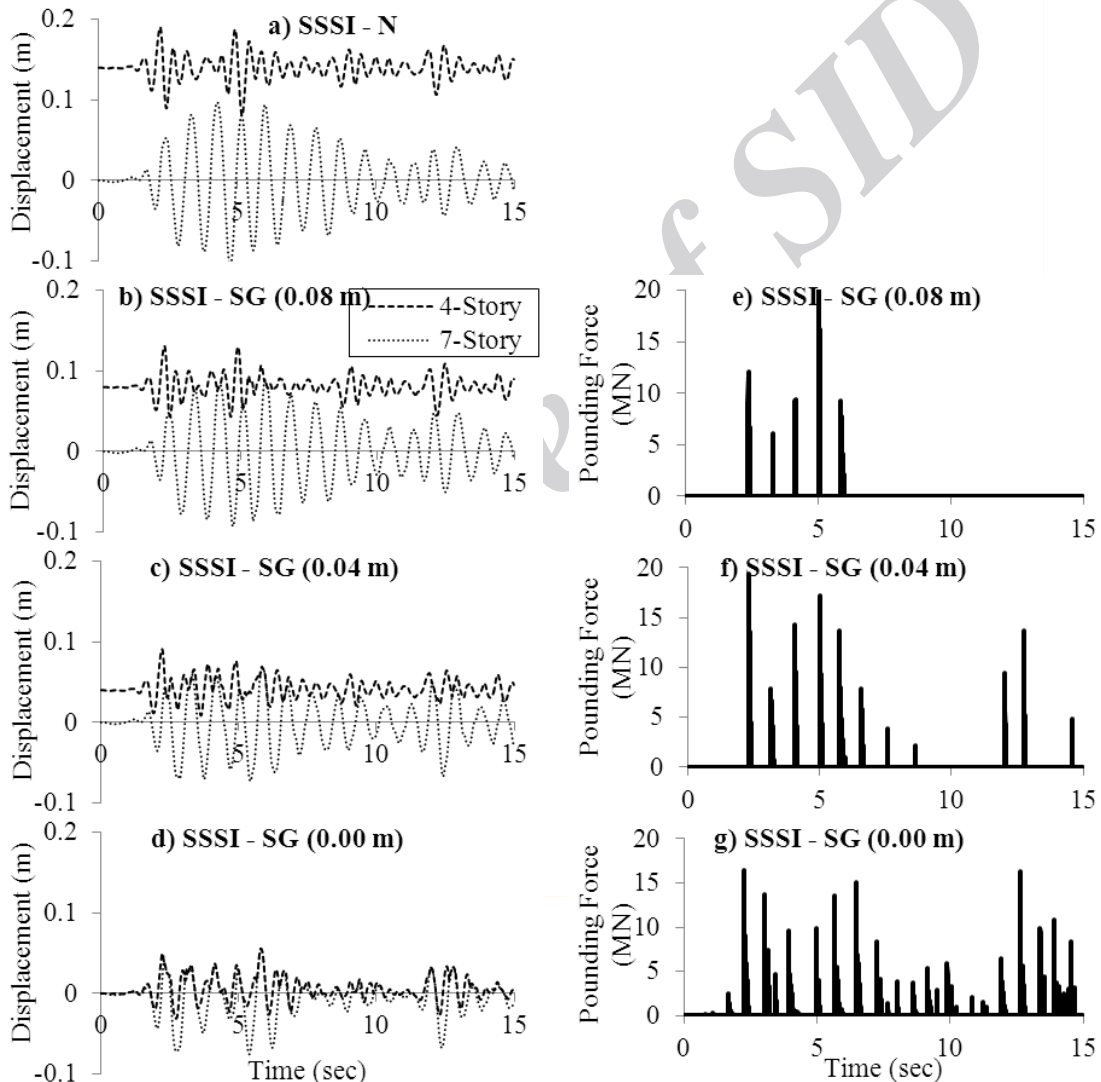 a) SSSI - N
Displacement (m)
0.2
0.1
0
-0.1
0
5
10
15
of SID
b) SSSI - SG (0.08 m)
4-Story
7-Story
Displacement (m)
0.2
0.1
0
-0.1
0
5
10
15
e) SSSI - SG (0.08 m)
Pounding Force
(MN)
20
15
10
5
0
0
5
10
15
c) SSSI - SG (0.04 m)
Displacement (m)
0.2
0.1
0
-0.1
0
5
10
15
f) SSSI - SG (0.04 m)
Pounding Force
(MN)
20
15
10
5
0
0
5
10
15
d) SSSI - SG (0.00 m)
Displacement (m)
0.2
0.1
0
-0.1
0
5
10
15
Time (sec)
g) SSSI - SG (0.00 m)
Pounding Force
(MN)
20
15
10
5
0
0
5
10
15
Time (sec)